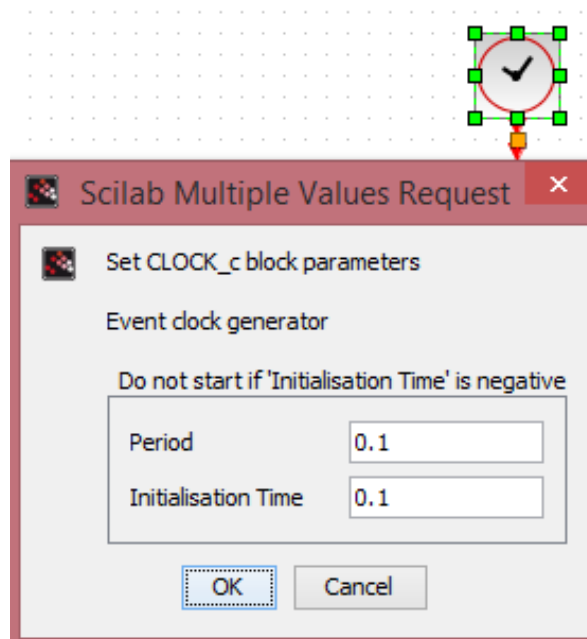 Scilab Multiple Values Request
Set CLOCK_c block parameters
Event clock generator
Do not start if 'Initialisation Time' is negative
Period 0.1
Initialisation Time 0.1
OK Cancel